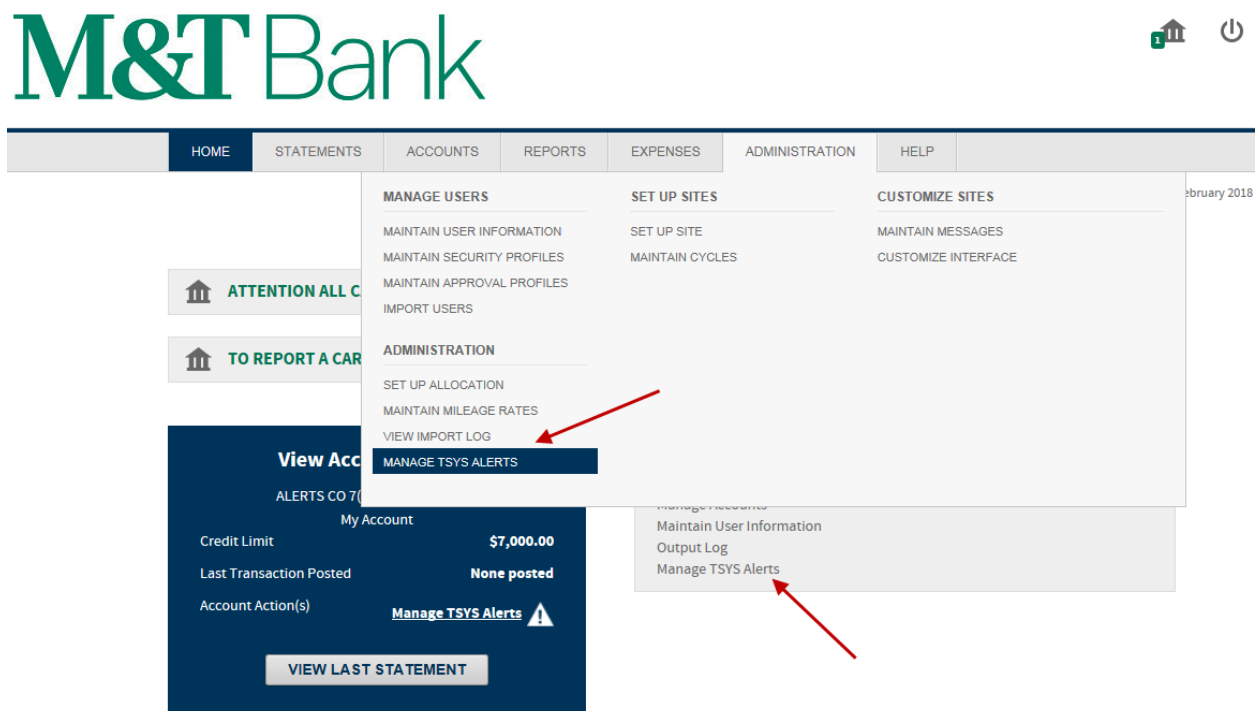 M&T Bank
1
HOME STATEMENTS ACCOUNTS REPORTS EXPENSES ADMINISTRATION HELP
ebruary 2018
MANAGE USERS
MAINTAIN USER INFORMATION
MAINTAIN SECURITY PROFILES
MAINTAIN APPROVAL PROFILES
IMPORT USERS
ADMINISTRATION
SET UP ALLOCATION
MAINTAIN MILEAGE RATES
VIEW IMPORT LOG
MANAGE TSYS ALERTS
SET UP SITES
SET UP SITE
MAINTAIN CYCLES
CUSTOMIZE SITES
MAINTAIN MESSAGES
CUSTOMIZE INTERFACE
ATTENTION ALL C
TO REPORT A CAR
View Acc
ALERTS CO 7(
My Account
Credit Limit $7,000.00
Last Transaction Posted None posted
Account Action(s) Manage TSYS Alerts
VIEW LAST STATEMENT
Manage Accounts
Maintain User Information
Output Log
Manage TSYS Alerts